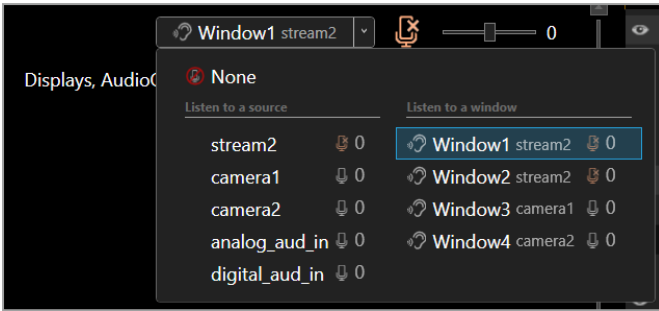 Window1 stream2
0
Displays, AudioO
None
Listen to a source
stream2 0
camera1 0
camera2 0
analog_aud_in 0
digital_aud_in 0
Listen to a window
Window1 stream2 0
Window2 stream2 0
Window3 camera1 0
Window4 camera2 0